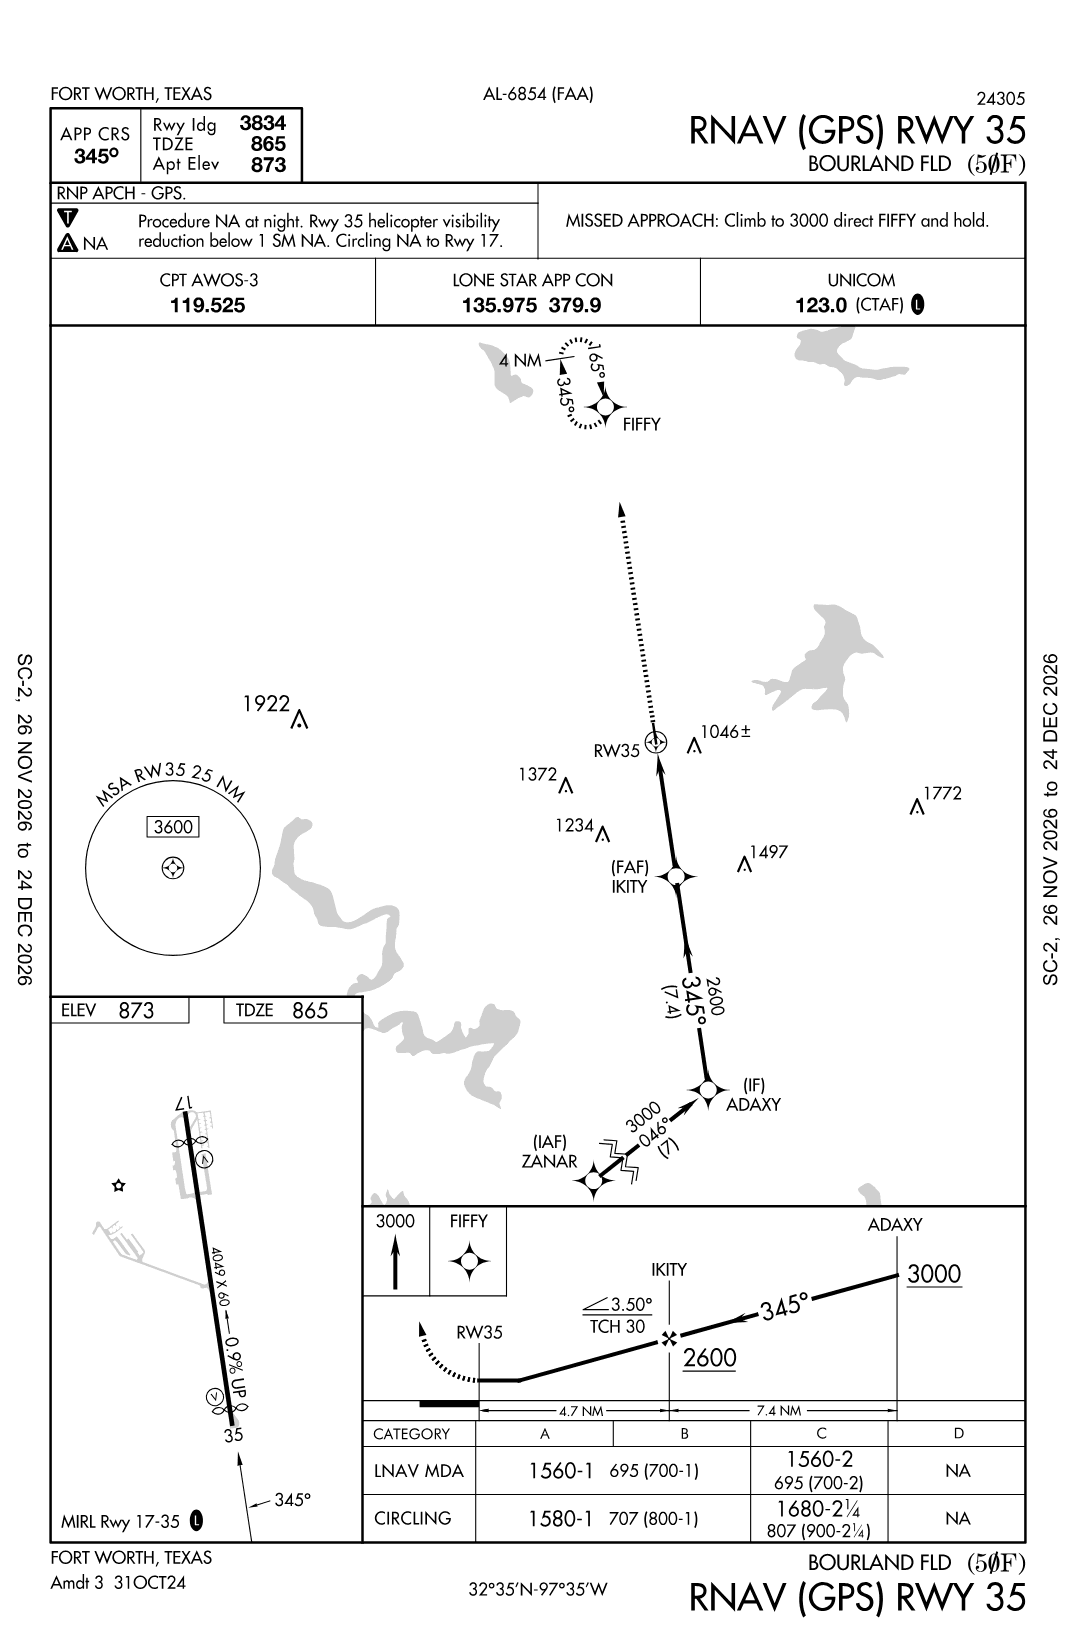 FORT WORTH, TEXAS
AL-6854 (FAA)
24305
APP CRS
345°
Rwy ldg 3834
TDZE 865
Apt Elev 873
RNAV (GPS) RWY 35
BOURLAND FLD (50F)
RNP APCH - GPS.
T
A NA
Procedure NA at night. Rwy 35 helicopter visibility
reduction below 1 SM NA. Circling NA to Rwy 17.
MISSED APPROACH: Climb to 3000 direct FIFFY and hold.
CPT AWOS-3
119.525
LONE STAR APP CON
135.975 379.9
UNICOM
123.0 (CTAF) L
4 NM
165°
345°
FIFFY
1922
RW35
1046±
1372
1772
1234
1497
(FAF)
IKITY
MSA RW35 25 NM
3600
2600
345°
(7.4)
(IF)
ADAXY
3000
046°
(7)
(IAF)
ZANAR
ELEV 873
TDZE 865
17
V
4049 X 60
0.9% UP
V
35
345°
MIRL Rwy 17-35 L
3000
FIFFY
ADAXY
IKITY
3000
345°
3.50°
TCH 30
RW35
2600
4.7 NM
7.4 NM
CATEGORY A B C D
LNAV MDA 1560-1 695 (700-1) 1560-2 695 (700-2) NA
CIRCLING 1580-1 707 (800-1) 1680-2¼ 807 (900-2¼) NA
FORT WORTH, TEXAS
Amdt 3 31OCT24
32°35'N-97°35'W
BOURLAND FLD (50F)
RNAV (GPS) RWY 35
SC-2, 26 NOV 2026 to 24 DEC 2026
SC-2, 26 NOV 2026 to 24 DEC 2026